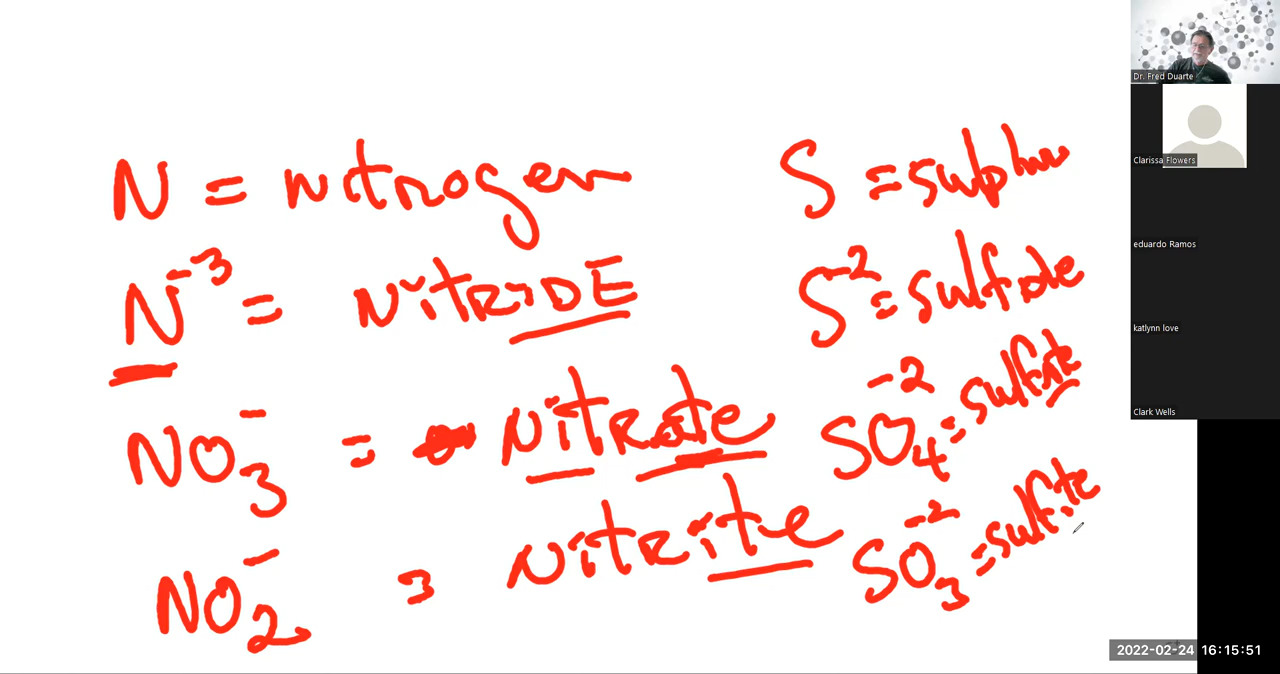 N = nitrogen
N⁻³ = NitRiDE
NO₃⁻ = NitRate
NO₂⁻ = NitRite
S = sulphur
S⁻² = sulfide
SO₄⁻² = sulfate
SO₃⁻² = sulfite
Dr. Fred Duarte
Clarissa Flowers
eduardo Ramos
katlynn love
Clark Wells
2022-02-24 16:15:51